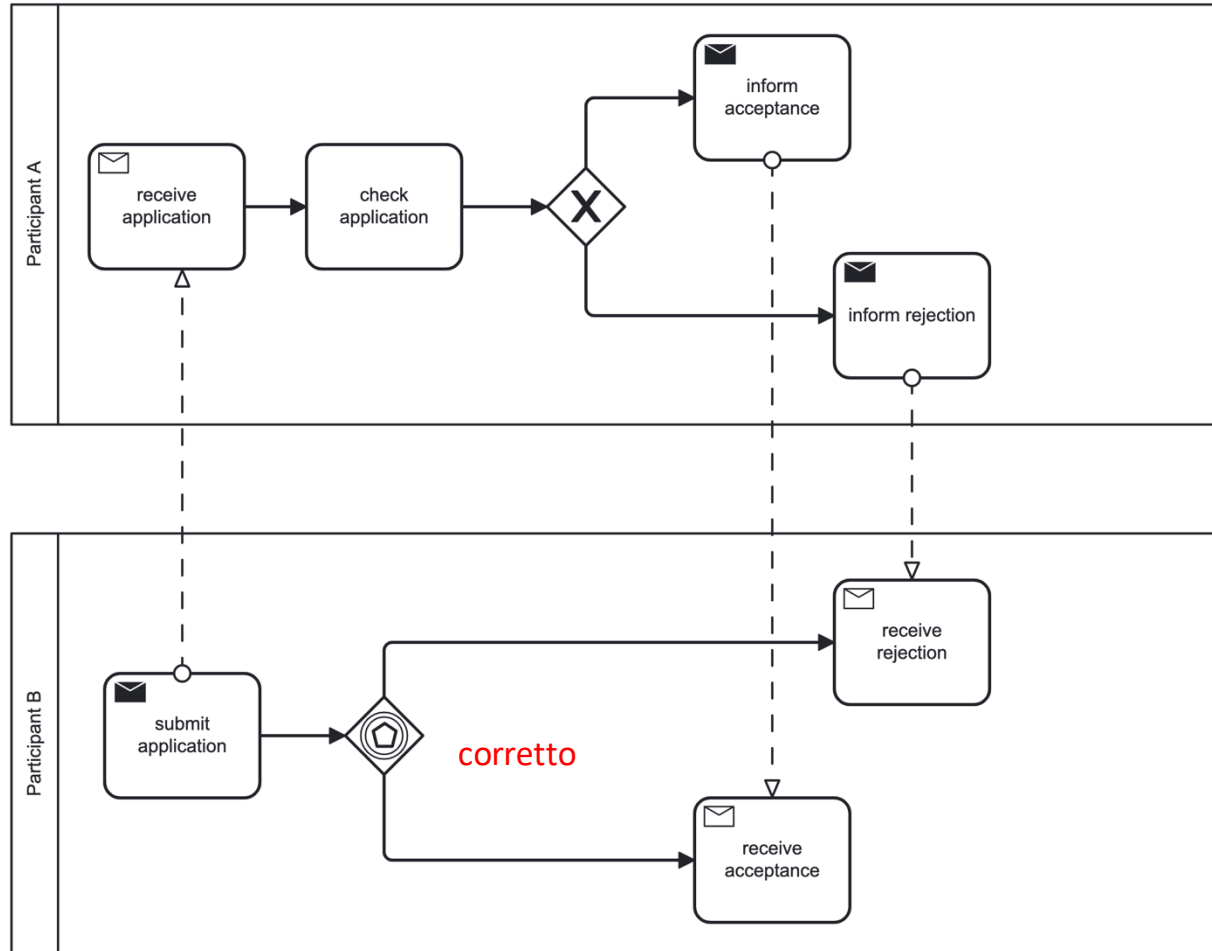 Participant A
inform
acceptance
receive
application
check
application
X
inform rejection
Participant B
receive
rejection
submit
application
corretto
receive
acceptance